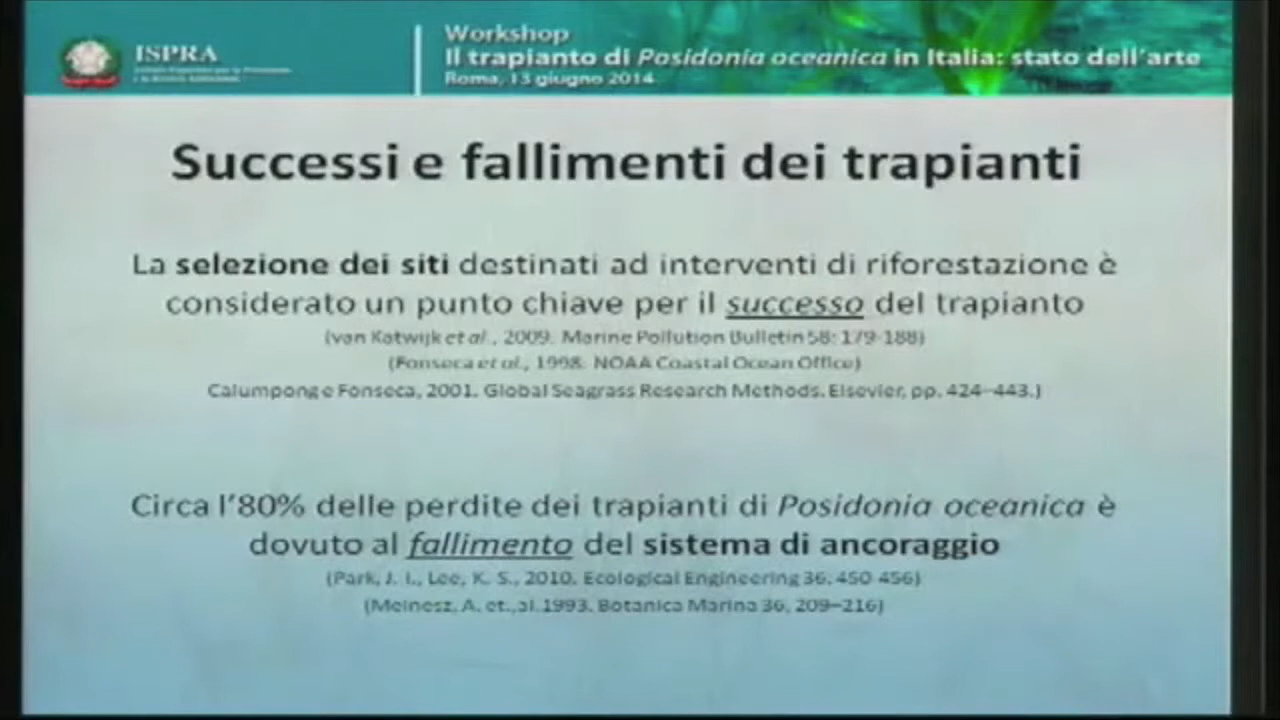 ISPRA
Workshop
Il trapianto di Posidonia oceanica in Italia: stato dell'arte
Roma, 13 giugno 2014
Successi e fallimenti dei trapianti
La selezione dei siti destinati ad interventi di riforestazione è
considerato un punto chiave per il successo del trapianto
(van Katwijk et al., 2009. Marine Pollution Bulletin 58: 179-188)
(Fonseca et al., 1998. NOAA Coastal Ocean Office)
Calumpong e Fonseca, 2001. Global Seagrass Research Methods. Elsevier, pp. 424–443.)
Circa l'80% delle perdite dei trapianti di Posidonia oceanica è
dovuto al fallimento del sistema di ancoraggio
(Park, J. I., Lee, K. S., 2010. Ecological Engineering 36, 450-456)
(Meinesz, A. et.,al.1993. Botanica Marina 36, 209–216)